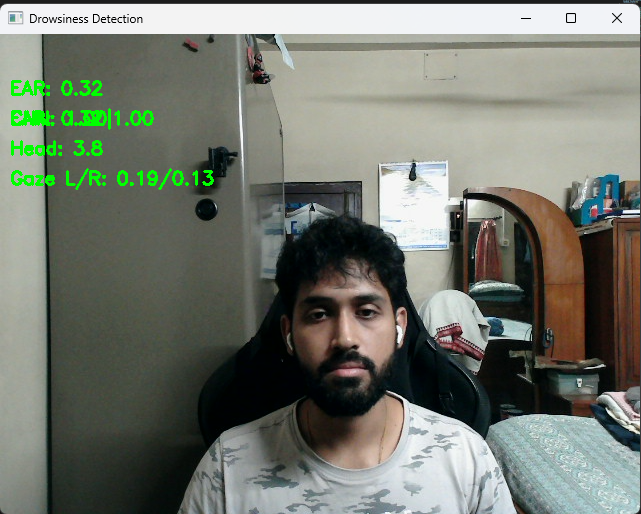 Drowsiness Detection
EAR: 0.32
1.00
Head: 3.8
Gaze L/R: 0.19/0.13